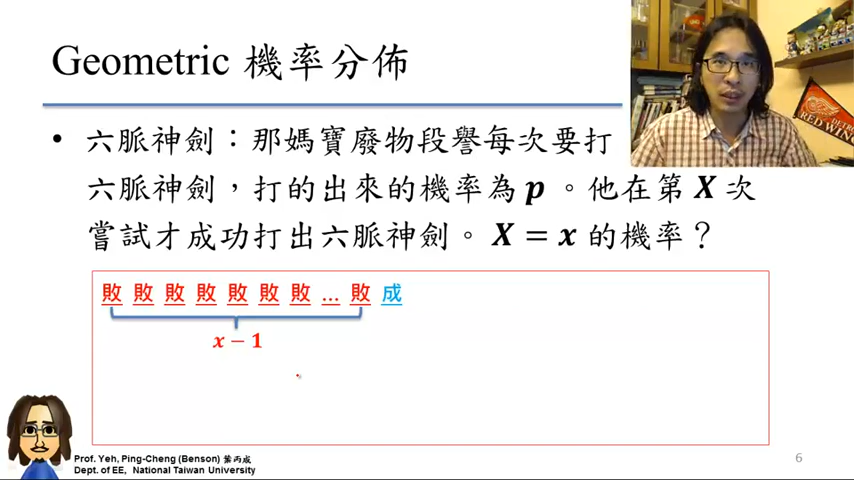 Geometric 機率分佈
• 六脈神劍：那媽寶廢物段譽每次要打
六脈神劍，打的出來的機率為 p 。他在第 X 次
嘗試才成功打出六脈神劍。 X = x 的機率？
敗 敗 敗 敗 敗 敗 敗 ... 敗 成
x − 1
RED WING
Prof. Yeh, Ping-Cheng (Benson) 葉丙成
Dept. of EE, National Taiwan University
6